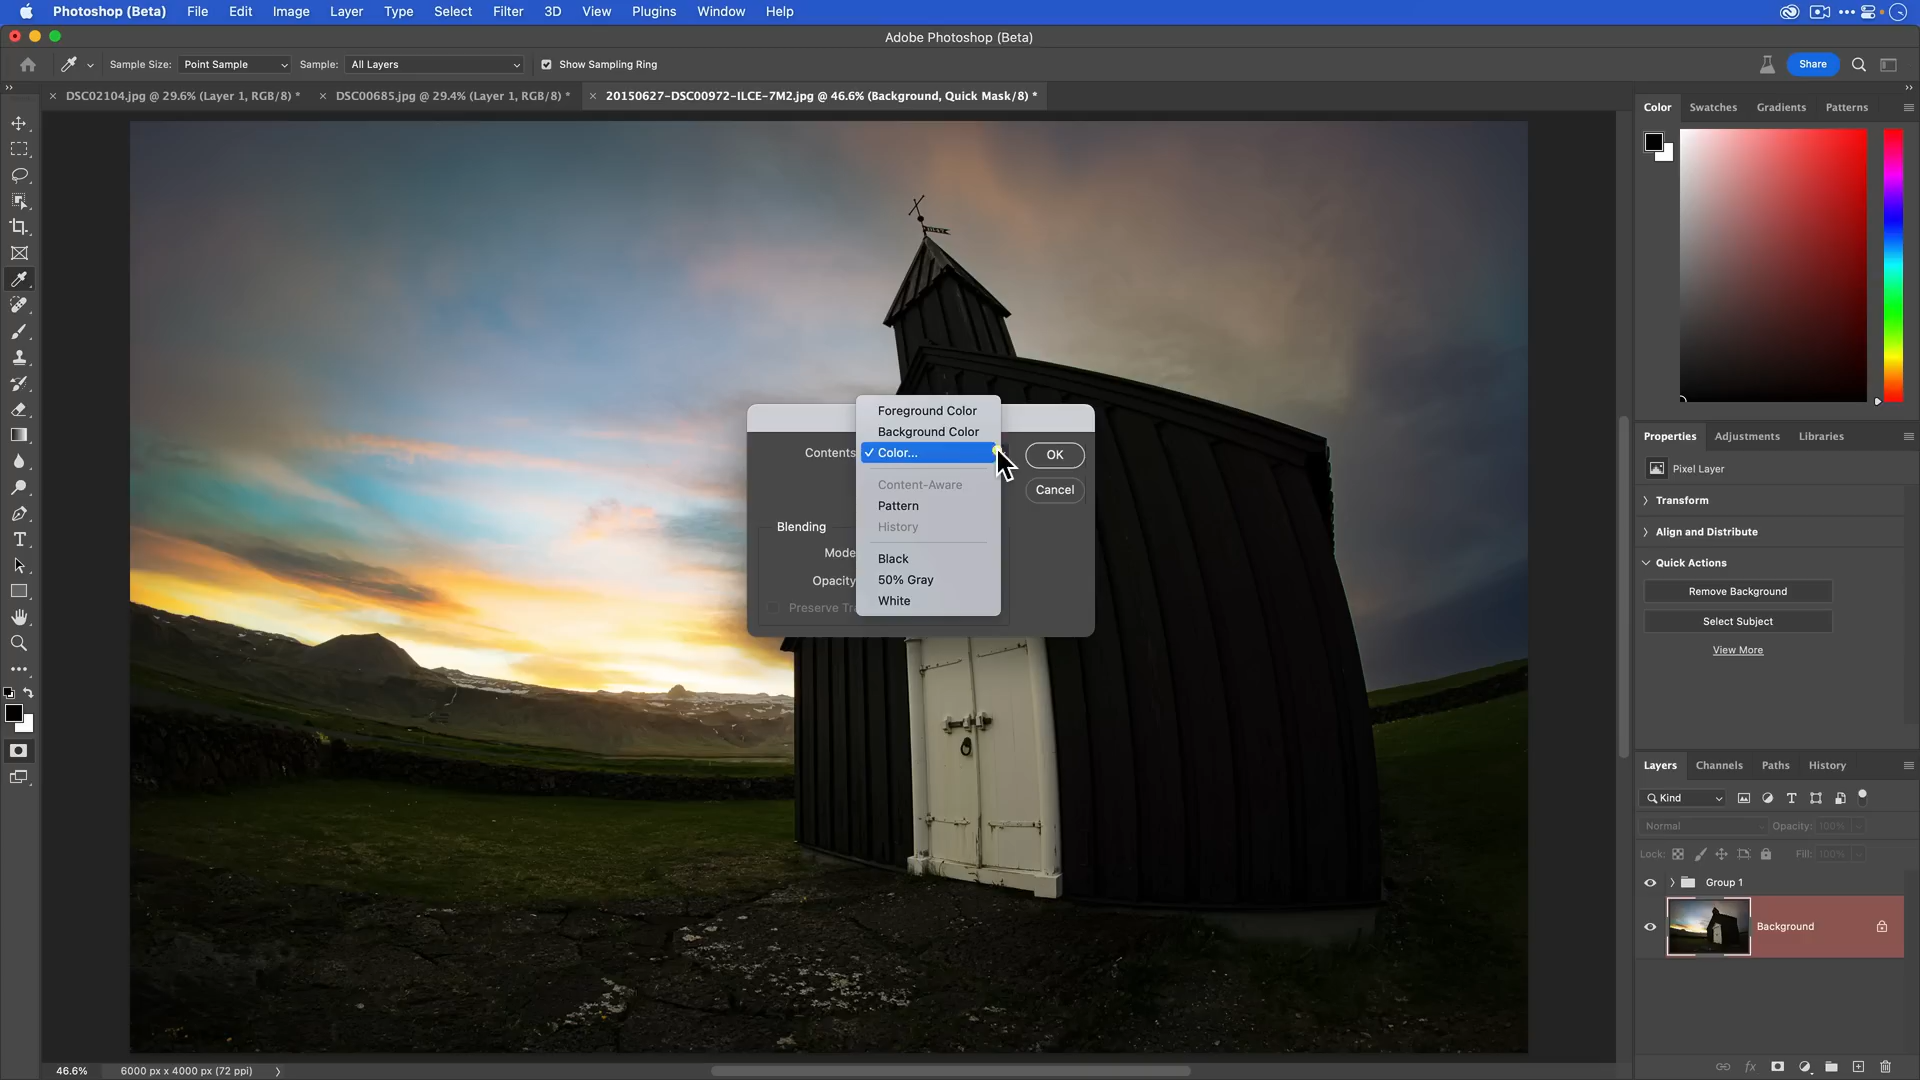 Photoshop (Beta) File Edit Image Layer Type Select Filter 3D View Plugins Window Help
Adobe Photoshop (Beta)
Sample Size: Point Sample Sample: All Layers Show Sampling Ring Share
DSC02104.jpg @ 29.6% (Layer 1, RGB/8) * DSC00685.jpg @ 29.4% (Layer 1, RGB/8) * 20150627-DSC00972-ILCE-7M2.jpg @ 46.6% (Background, Quick Mask/8) *
Color Swatches Gradients Patterns
Foreground Color
Background Color
Contents Color... OK
Content-Aware Cancel
Pattern
Blending History
Mode Black
Opacity 50% Gray
Preserve Tr White
Properties Adjustments Libraries
Pixel Layer
Transform
Align and Distribute
Quick Actions
Remove Background
Select Subject
View More
Layers Channels Paths History
Kind
Normal Opacity: 100%
Lock: Fill: 100%
Group 1
Background
46.6% 6000 px x 4000 px (72 ppi)